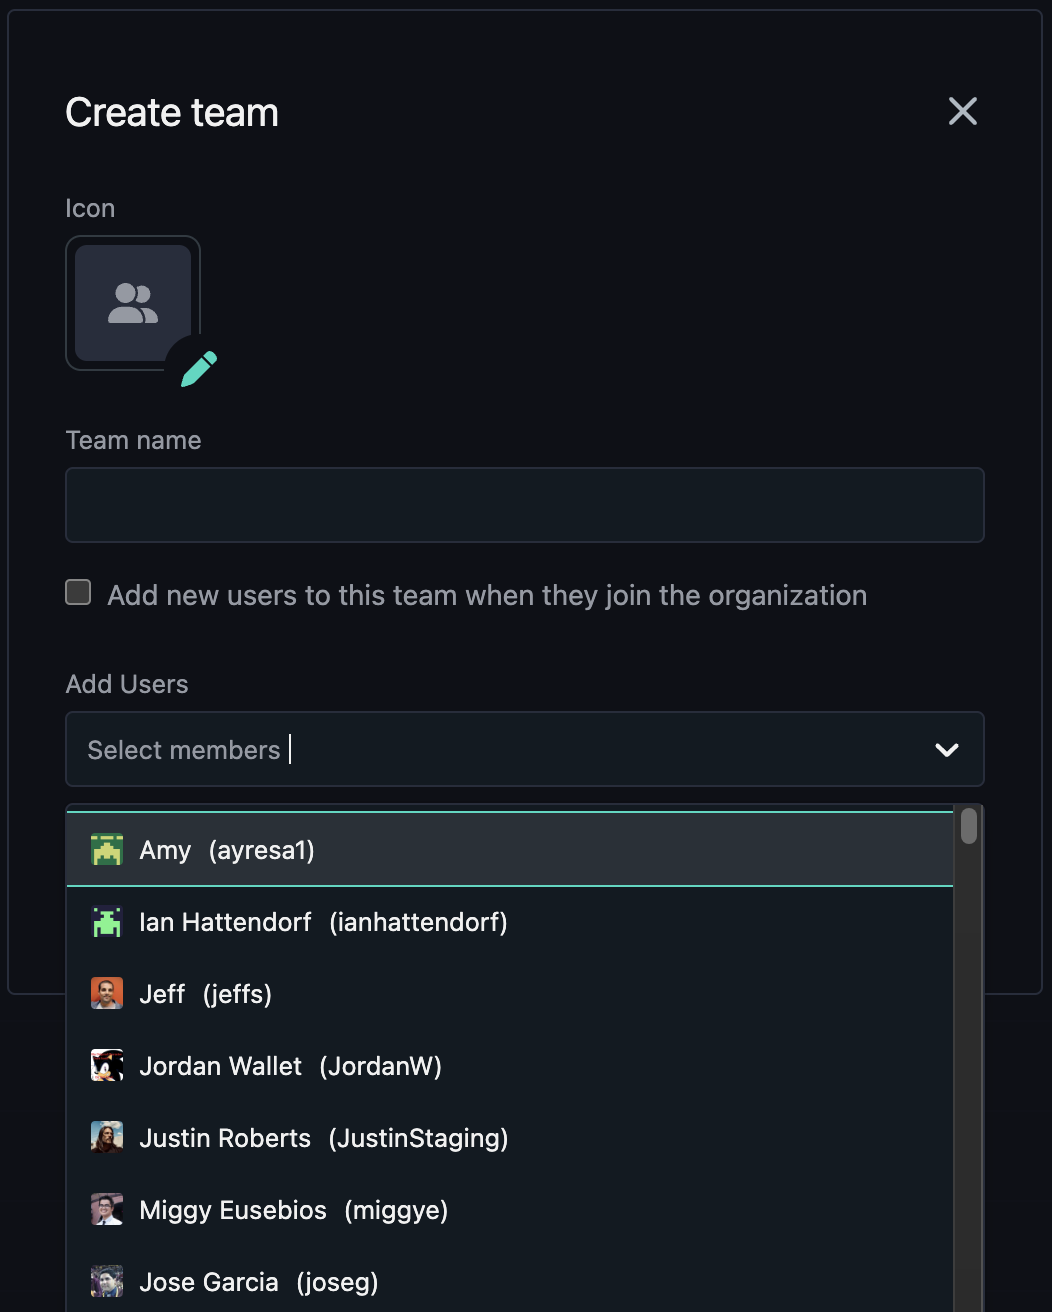 Create team
Icon
Team name
Add new users to this team when they join the organization
Add Users
Select members
Amy (ayresa1)
Ian Hattendorf (ianhattendorf)
Jeff (jeffs)
Jordan Wallet (JordanW)
Justin Roberts (JustinStaging)
Miggy Eusebios (miggye)
Jose Garcia (joseg)